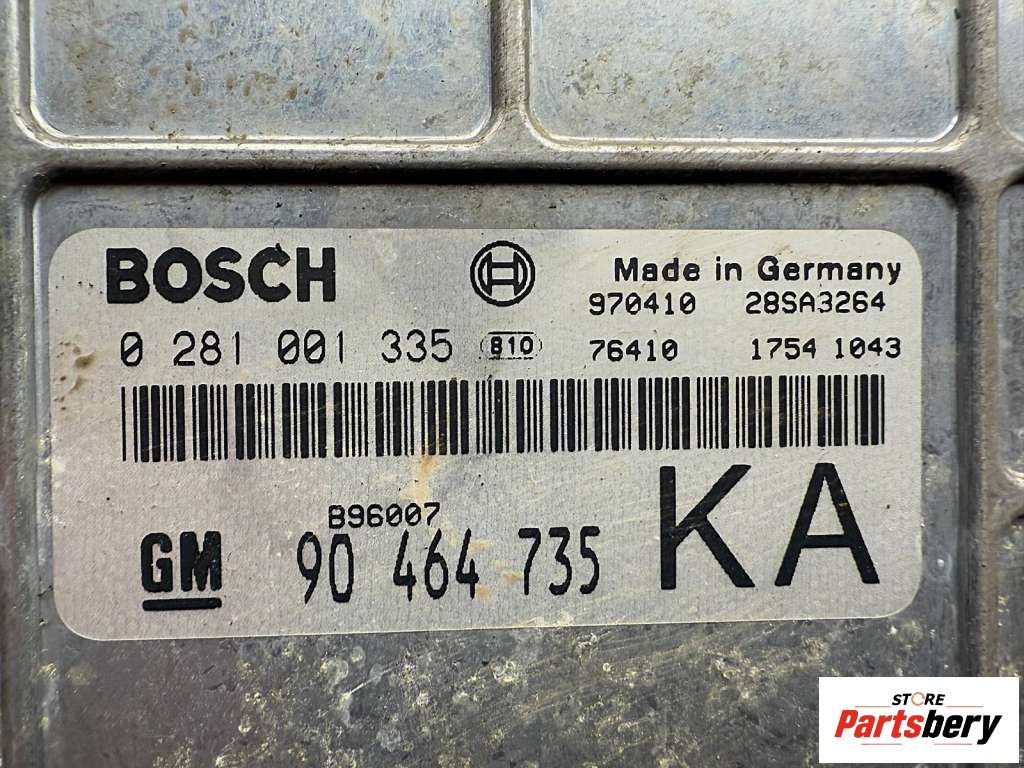 BOSCH
Made in Germany
970410 28SA3264
0 281 001 335 810 76410 1754 1043
B96007
GM 90 464 735 KA
STORE
Partsbery